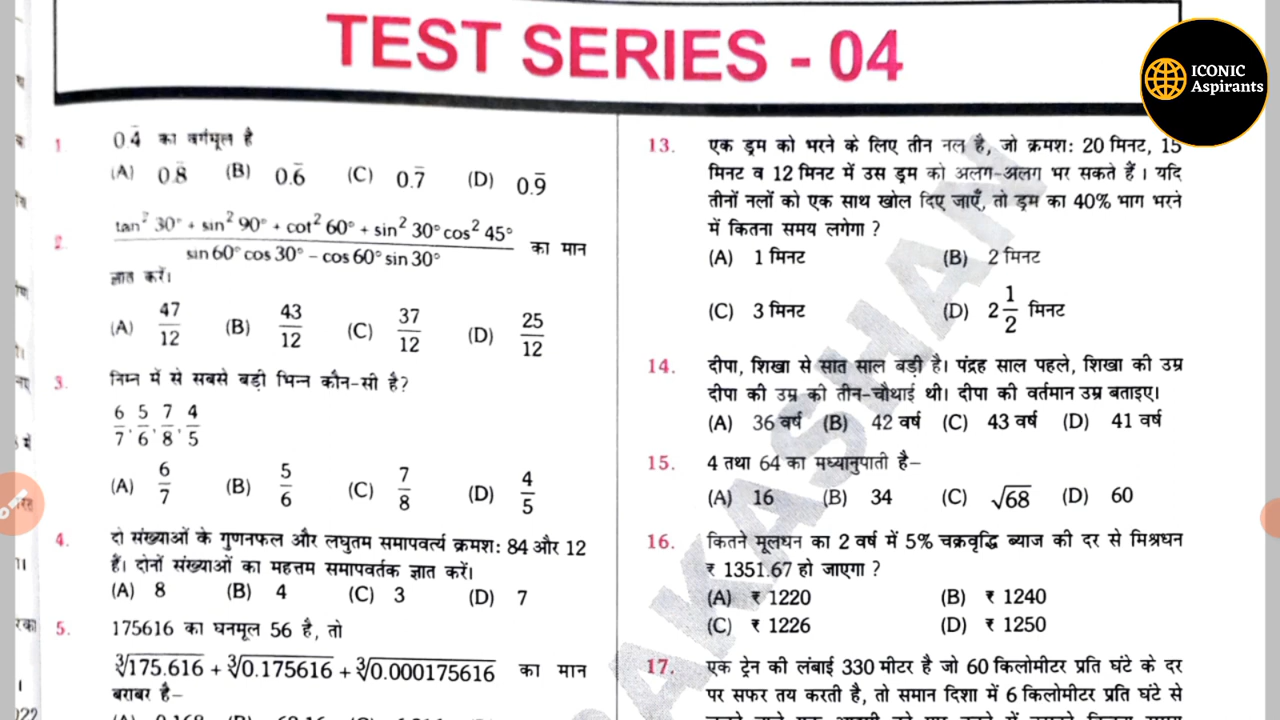 TEST SERIES - 04
ICONIC
Aspirants
1. 0.4̄ का वर्गमूल है
(A) 0.8̄ (B) 0.6̄ (C) 0.7̄ (D) 0.9̄
2. (tan² 30° + sin² 90° + cot² 60° + sin² 30° cos² 45°) / (sin 60° cos 30° – cos 60° sin 30°) का मान
ज्ञात करें।
(A) 47/12 (B) 43/12 (C) 37/12 (D) 25/12
3. निम्न में से सबसे बड़ी भिन्न कौन-सी है?
6/7, 5/6, 7/8, 4/5
(A) 6/7 (B) 5/6 (C) 7/8 (D) 4/5
4. दो संख्याओं के गुणनफल और लघुतम समापवर्त्य क्रमश: 84 और 12
हैं। दोनों संख्याओं का महत्तम समापवर्तक ज्ञात करें।
(A) 8 (B) 4 (C) 3 (D) 7
5. 175616 का घनमूल 56 है, तो
∛175.616 + ∛0.175616 + ∛0.000175616 का मान
बराबर है–
13. एक ड्रम को भरने के लिए तीन नल है, जो क्रमश: 20 मिनट, 15
मिनट व 12 मिनट में उस ड्रम को अलग-अलग भर सकते हैं। यदि
तीनों नलों को एक साथ खोल दिए जाएँ, तो ड्रम का 40% भाग भरने
में कितना समय लगेगा ?
(A) 1 मिनट (B) 2 मिनट
(C) 3 मिनट (D) 2 1/2 मिनट
14. दीपा, शिखा से सात साल बड़ी है। पंद्रह साल पहले, शिखा की उम्र
दीपा की उम्र की तीन-चौथाई थी। दीपा की वर्तमान उम्र बताइए।
(A) 36 वर्ष (B) 42 वर्ष (C) 43 वर्ष (D) 41 वर्ष
15. 4 तथा 64 का मध्यानुपाती है–
(A) 16 (B) 34 (C) √68 (D) 60
16. कितने मूलधन का 2 वर्ष में 5% चक्रवृद्धि ब्याज की दर से मिश्रधन
₹ 1351.67 हो जाएगा ?
(A) ₹ 1220 (B) ₹ 1240
(C) ₹ 1226 (D) ₹ 1250
17. एक ट्रेन की लंबाई 330 मीटर है जो 60 किलोमीटर प्रति घंटे के दर
पर सफर तय करती है, तो समान दिशा में 6 किलोमीटर प्रति घंटे से
AKASHAN